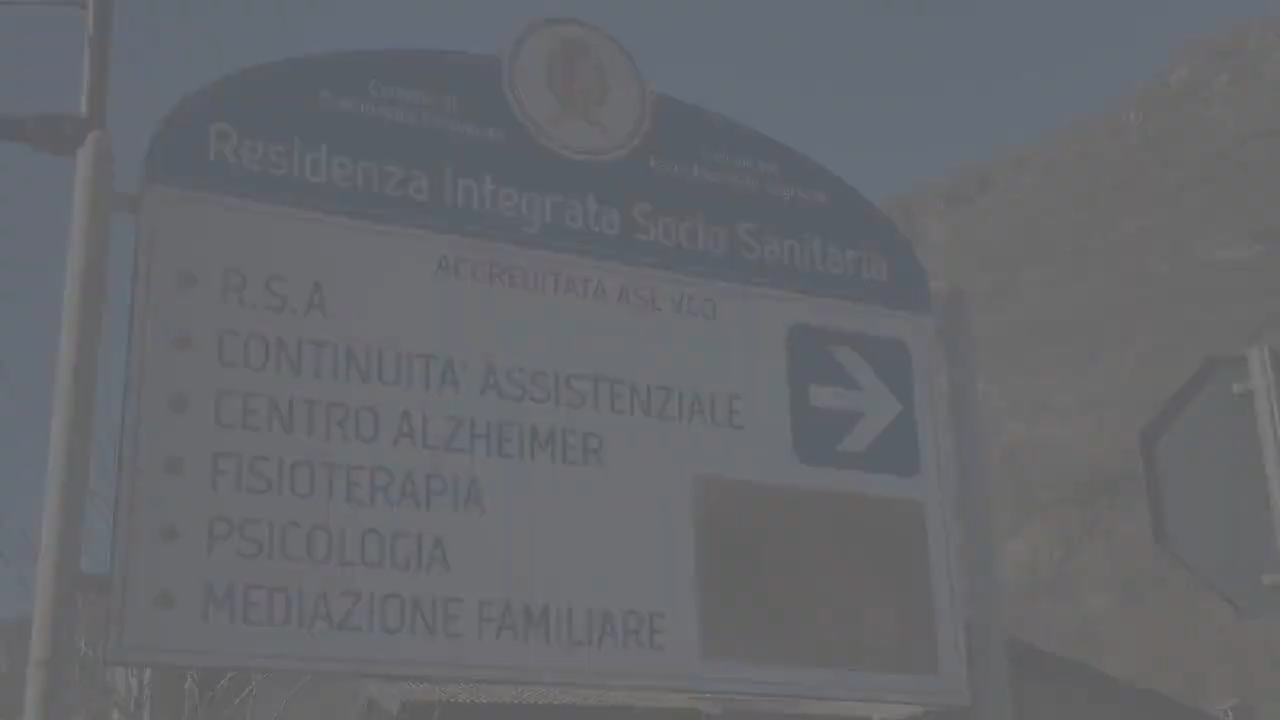 Residenza Integrata Socio Sanitaria
ACCREDITATA ASL VCO
R.S.A
CONTINUITA' ASSISTENZIALE
CENTRO ALZHEIMER
FISIOTERAPIA
PSICOLOGIA
MEDIAZIONE FAMILIARE